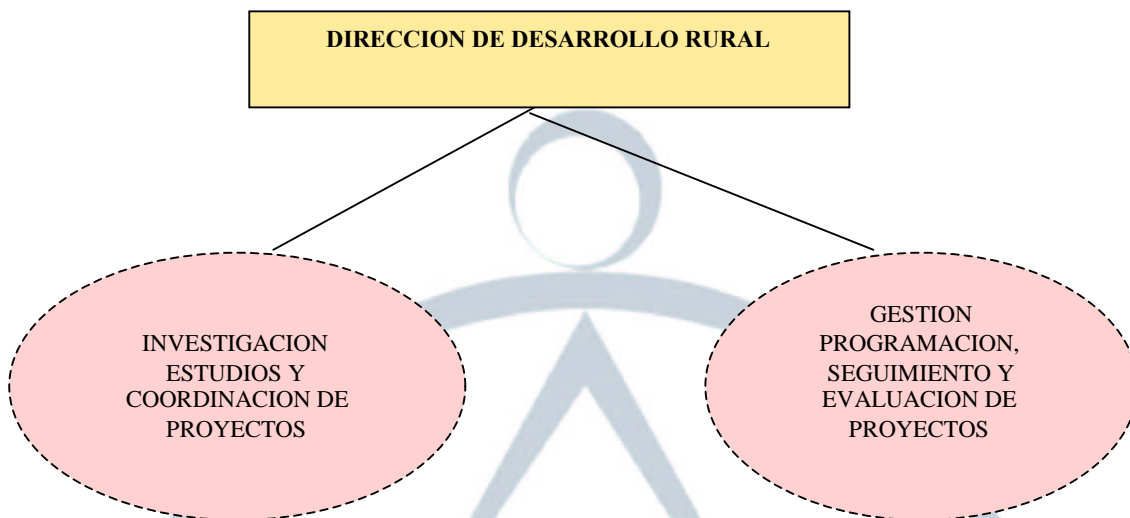 DIRECCION DE DESARROLLO RURAL
INVESTIGACION
ESTUDIOS Y
COORDINACION DE
PROYECTOS
GESTION
PROGRAMACION,
SEGUIMIENTO Y
EVALUACION DE
PROYECTOS